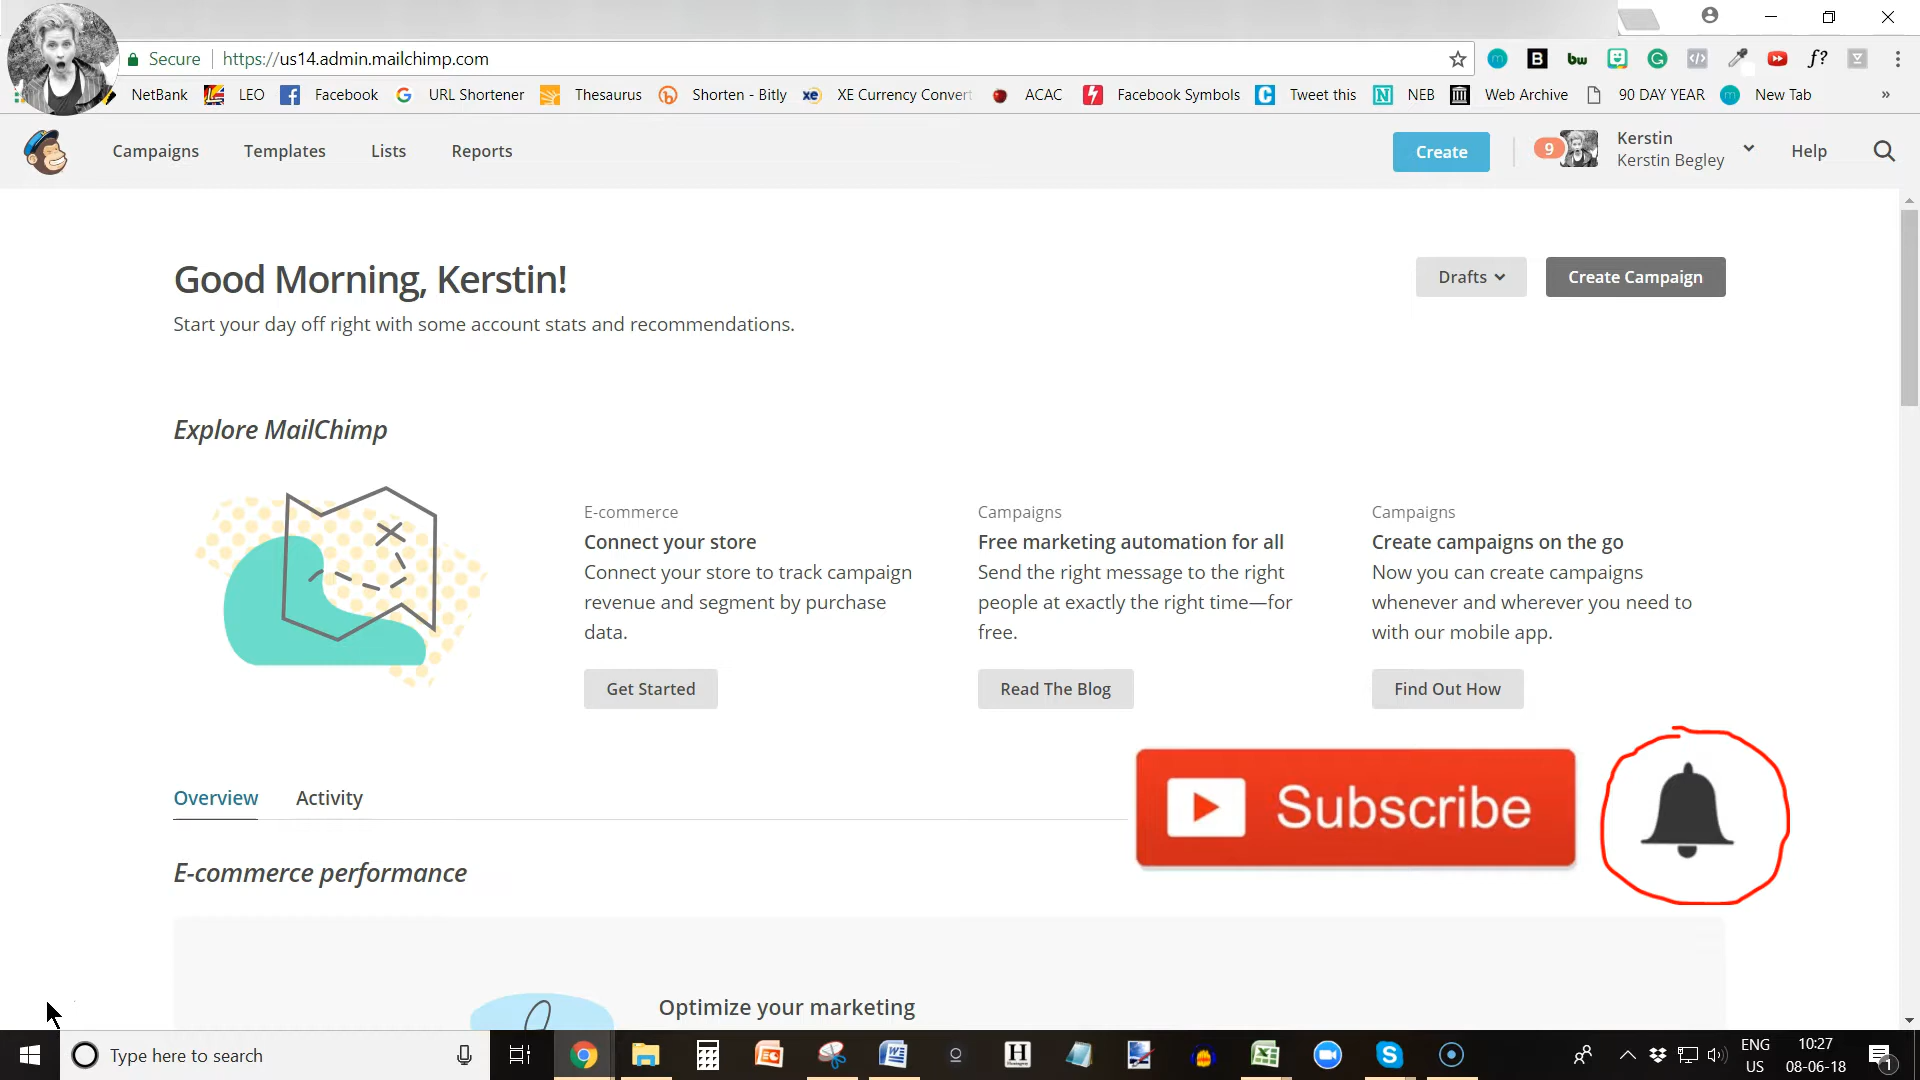 Secure https://us14.admin.mailchimp.com
B bw G f?
NetBank LEO Facebook URL Shortener Thesaurus Shorten - Bitly XE Currency Convert ACAC Facebook Symbols Tweet this NEB Web Archive 90 DAY YEAR New Tab »
Campaigns Templates Lists Reports Create 9 Kerstin Help
Kerstin Begley
Good Morning, Kerstin!
Drafts Create Campaign
Start your day off right with some account stats and recommendations.
Explore MailChimp
E-commerce
Connect your store
Connect your store to track campaign
revenue and segment by purchase
data.
Get Started
Campaigns
Free marketing automation for all
Send the right message to the right
people at exactly the right time—for
free.
Read The Blog
Campaigns
Create campaigns on the go
Now you can create campaigns
whenever and wherever you need to
with our mobile app.
Find Out How
Overview Activity
Subscribe
E-commerce performance
Optimize your marketing
Type here to search
ENG
US
10:27
08-06-18
1